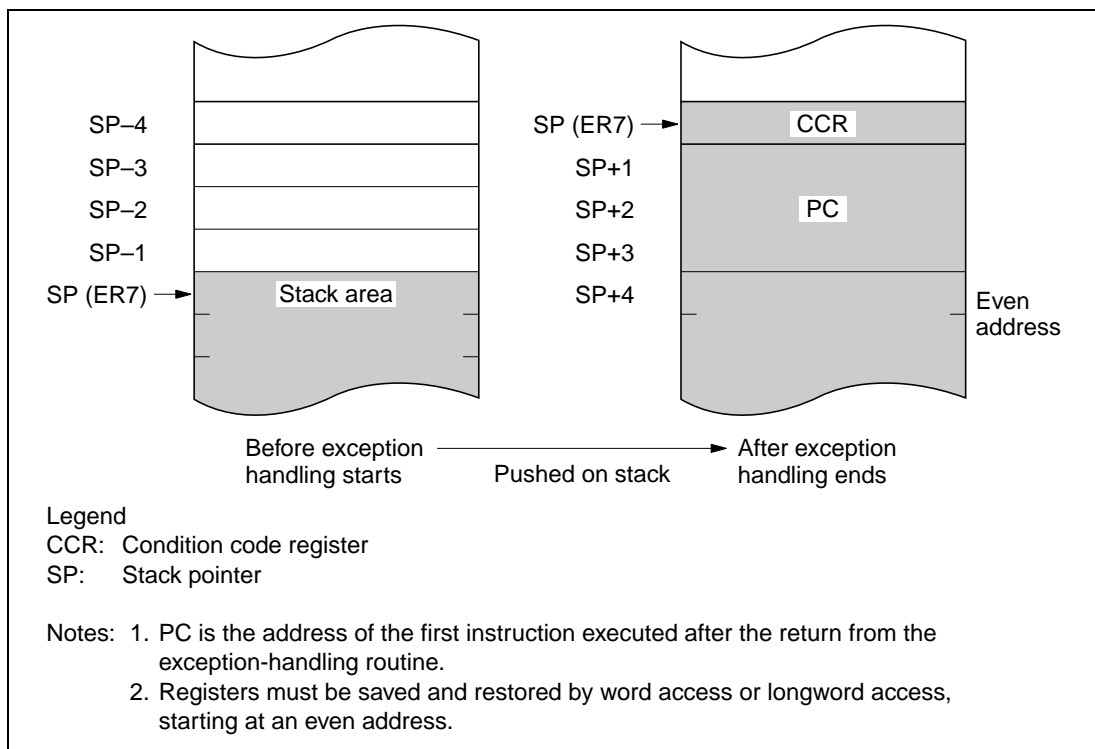 SP–4
SP–3
SP–2
SP–1
SP (ER7)
Stack area
SP (ER7)
CCR
SP+1
SP+2
PC
SP+3
SP+4
Even
address
Before exception
handling starts
Pushed on stack
After exception
handling ends
Legend
CCR: Condition code register
SP: Stack pointer
Notes: 1. PC is the address of the first instruction executed after the return from the
exception-handling routine.
2. Registers must be saved and restored by word access or longword access,
starting at an even address.